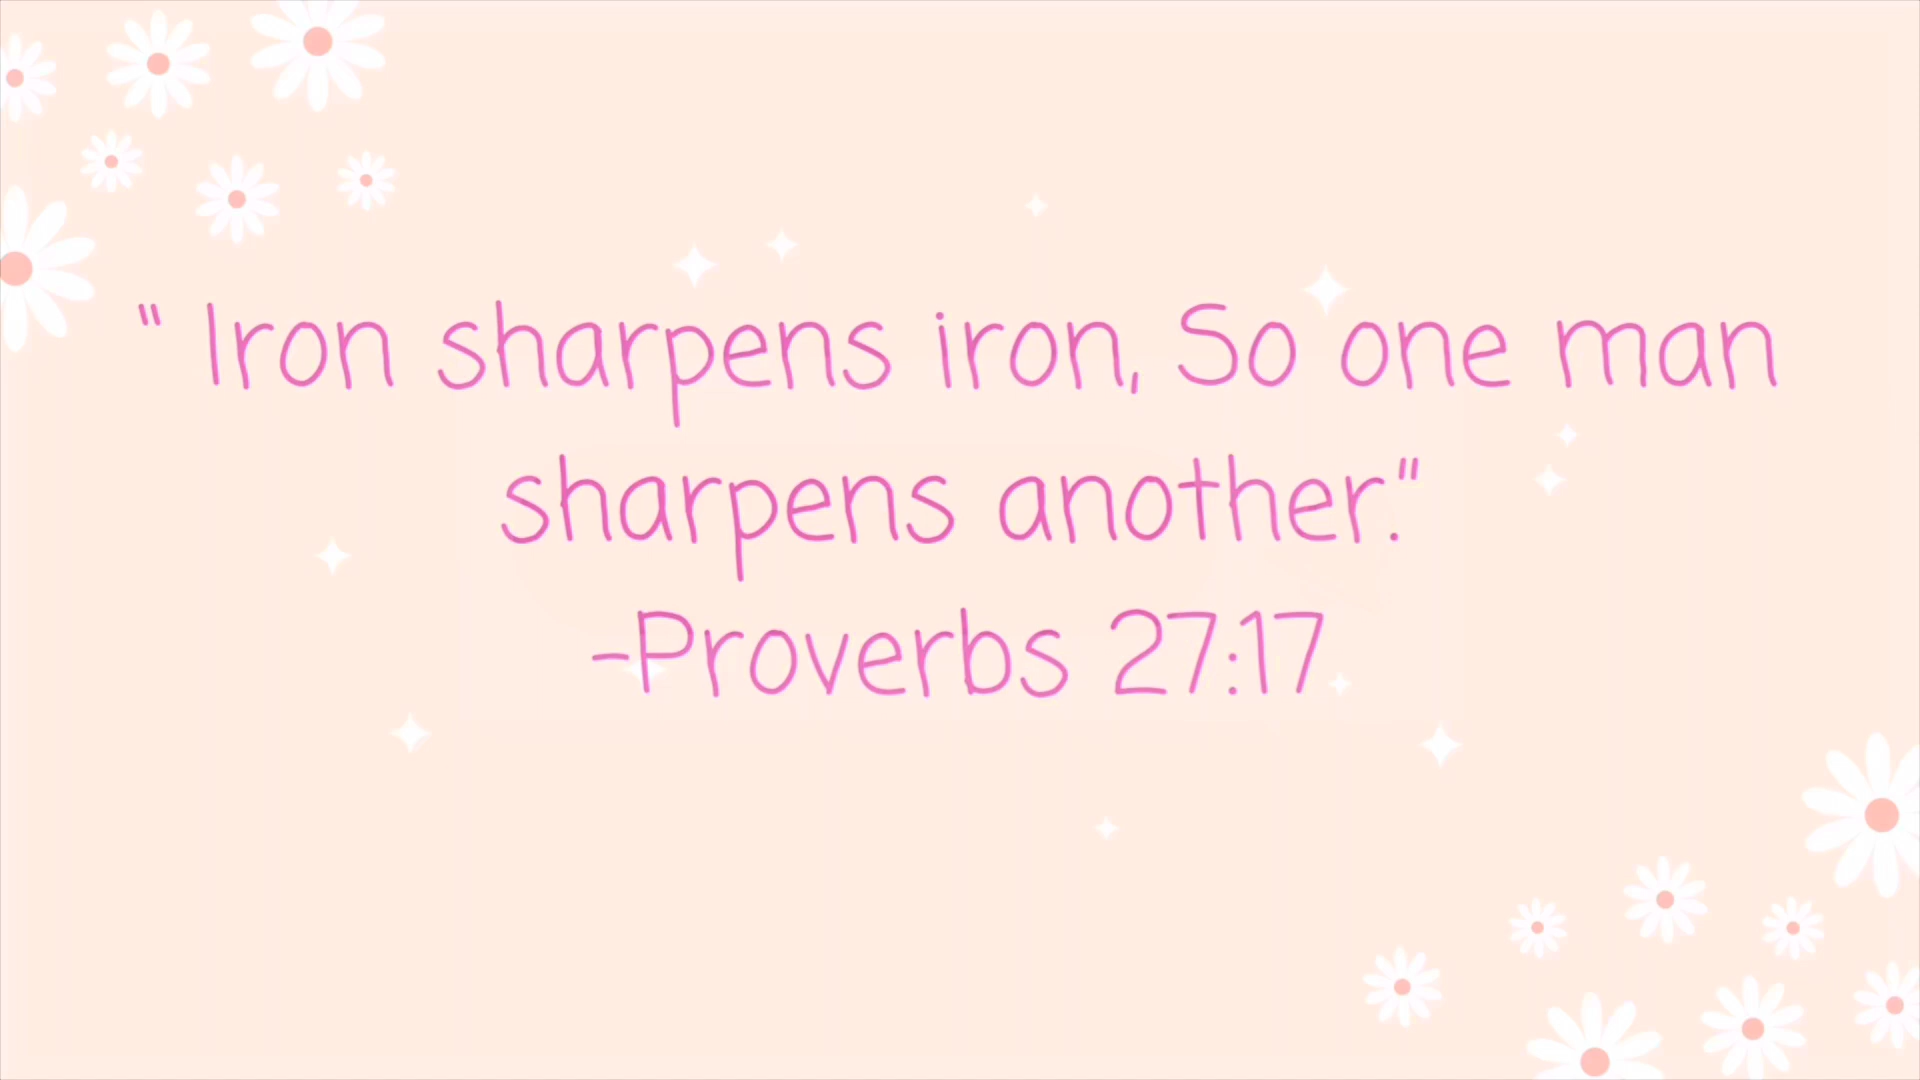 " Iron sharpens iron, So one man
sharpens another."
-Proverbs 27:17